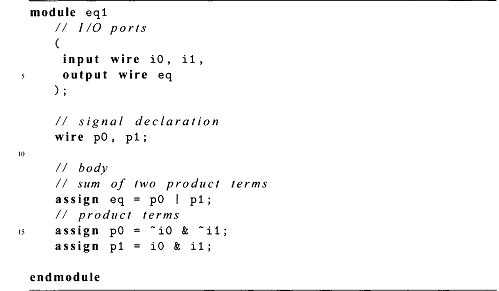 module eq1
// I/O ports
(
input wire i0, i1,
5 output wire eq
);
// signal declaration
wire p0, p1;
10
// body
// sum of two product terms
assign eq = p0 | p1;
// product terms
15 assign p0 = ~i0 & ~i1;
assign p1 = i0 & i1;
endmodule